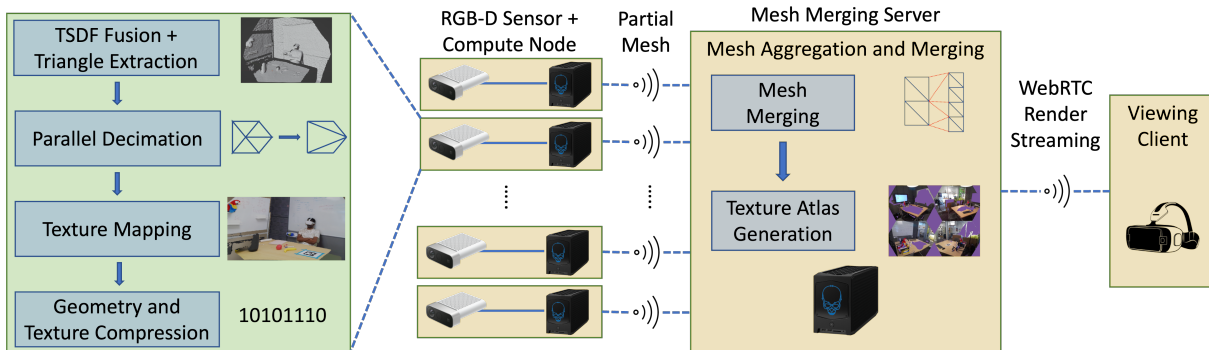 TSDF Fusion +
Triangle Extraction
Parallel Decimation
Texture Mapping
Geometry and
Texture Compression
10101110
RGB-D Sensor +
Compute Node
Partial
Mesh
Mesh Merging Server
Mesh Aggregation and Merging
Mesh
Merging
Texture Atlas
Generation
WebRTC
Render
Streaming
Viewing
Client